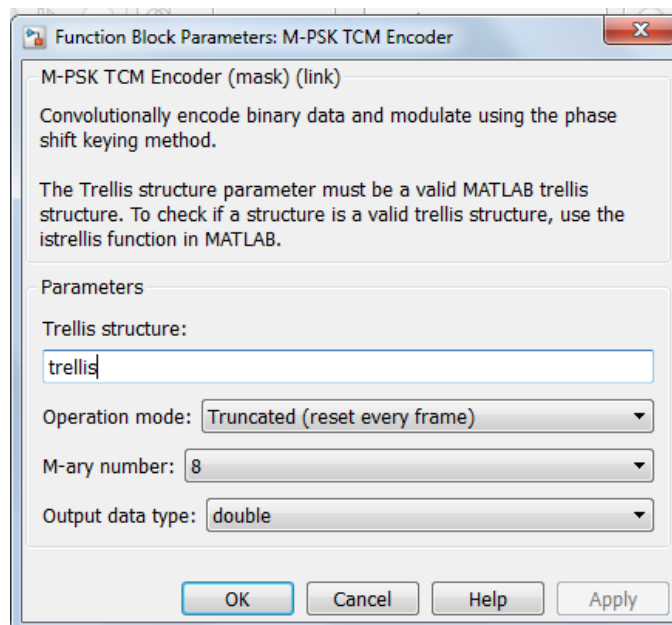 Function Block Parameters: M-PSK TCM Encoder
M-PSK TCM Encoder (mask) (link)
Convolutionally encode binary data and modulate using the phase
shift keying method.
The Trellis structure parameter must be a valid MATLAB trellis
structure. To check if a structure is a valid trellis structure, use the
istrellis function in MATLAB.
Parameters
Trellis structure:
trellis
Operation mode: Truncated (reset every frame)
M-ary number: 8
Output data type: double
OK Cancel Help Apply